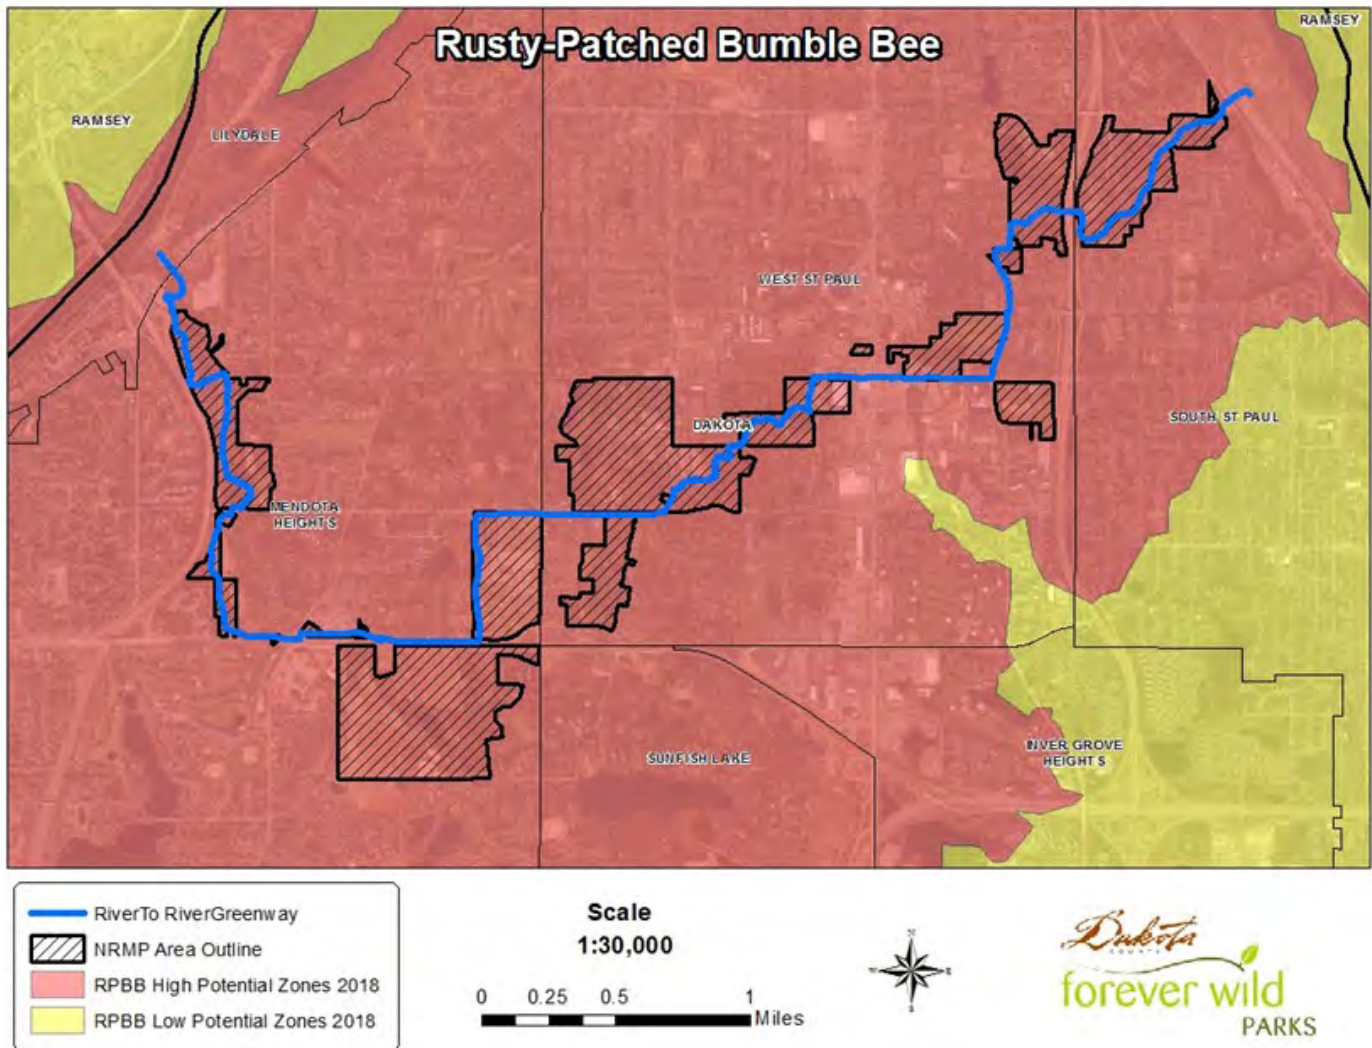 Rusty-Patched Bumble Bee
RAMSEY
RAMSEY
LILYDALE
WEST ST PAUL
SOUTH ST PAUL
DAKOTA
MENDOTA
HEIGHTS
SUNFISH LAKE
INVER GROVE
HEIGHTS
RiverTo RiverGreenway
NRMP Area Outline
RPBB High Potential Zones 2018
RPBB Low Potential Zones 2018
Scale
1:30,000
0 0.25 0.5 1
Miles
N
W E
S
Dakota
COUNTY
forever wild
PARKS